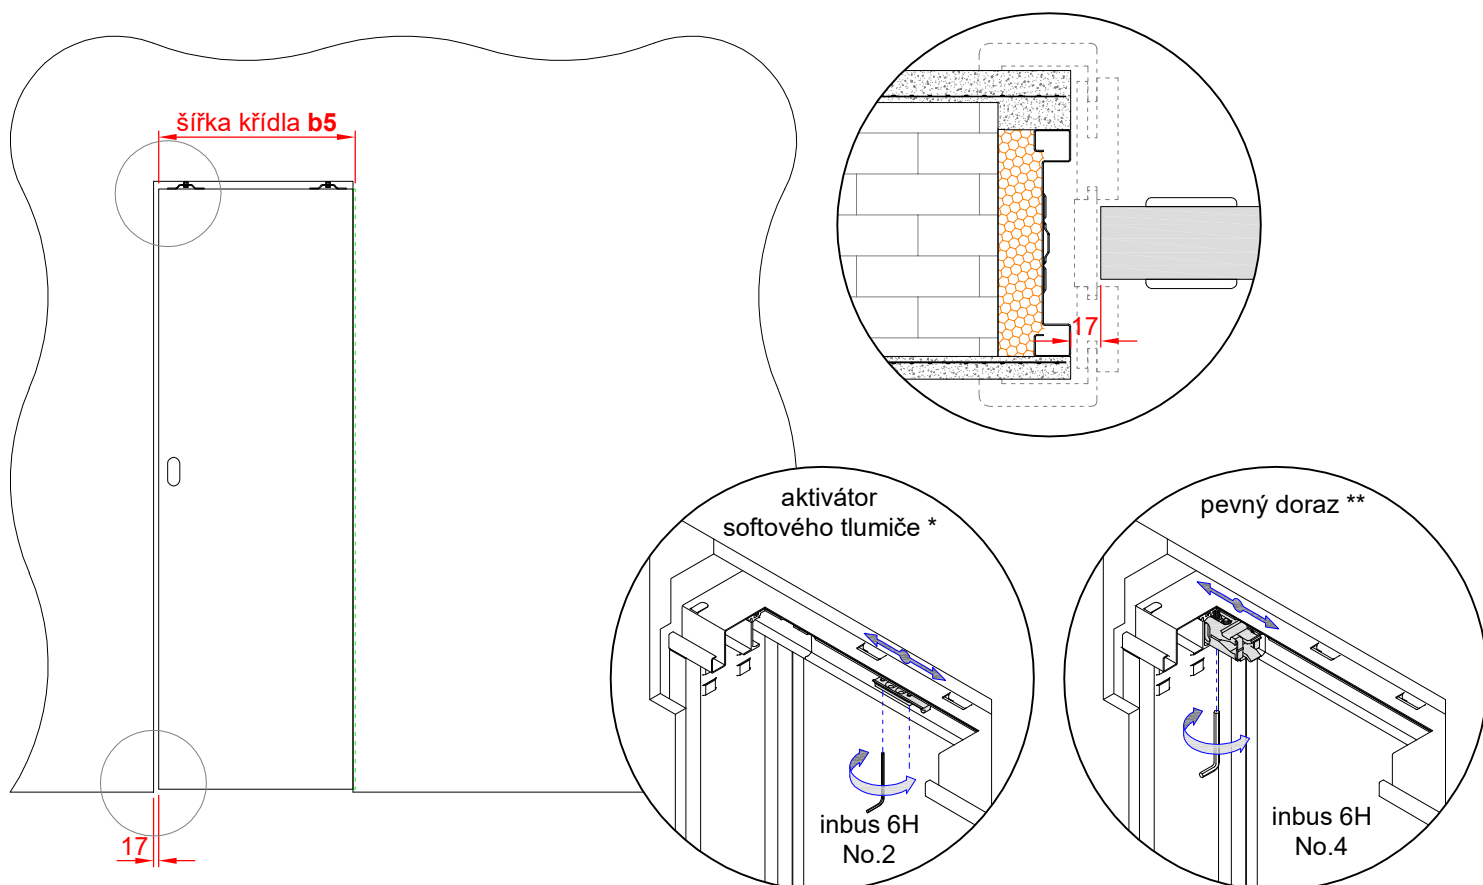 šířka křídla b5
17
17
aktivátor
softového tlumiče *
inbus 6H
No.2
pevný doraz **
inbus 6H
No.4